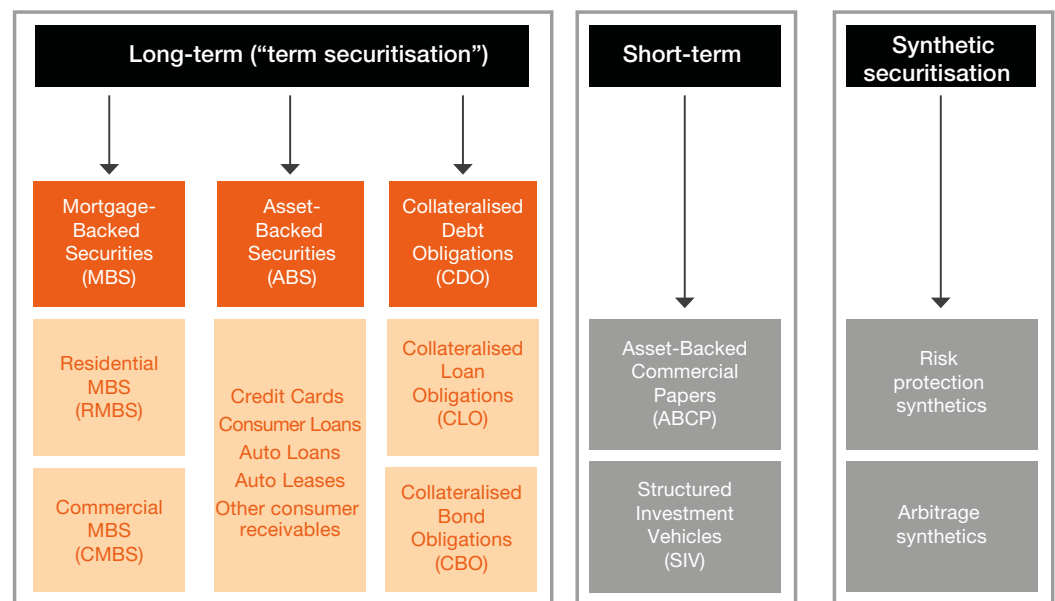 Long-term (“term securitisation”)
Mortgage-
Backed
Securities
(MBS)
Asset-
Backed
Securities
(ABS)
Collateralised
Debt
Obligations
(CDO)
Residential
MBS
(RMBS)
Commercial
MBS
(CMBS)
Credit Cards
Consumer Loans
Auto Loans
Auto Leases
Other consumer
receivables
Collateralised
Loan
Obligations
(CLO)
Collateralised
Bond
Obligations
(CBO)
Short-term
Asset-Backed
Commercial
Papers
(ABCP)
Structured
Investment
Vehicles
(SIV)
Synthetic
securitisation
Risk
protection
synthetics
Arbitrage
synthetics